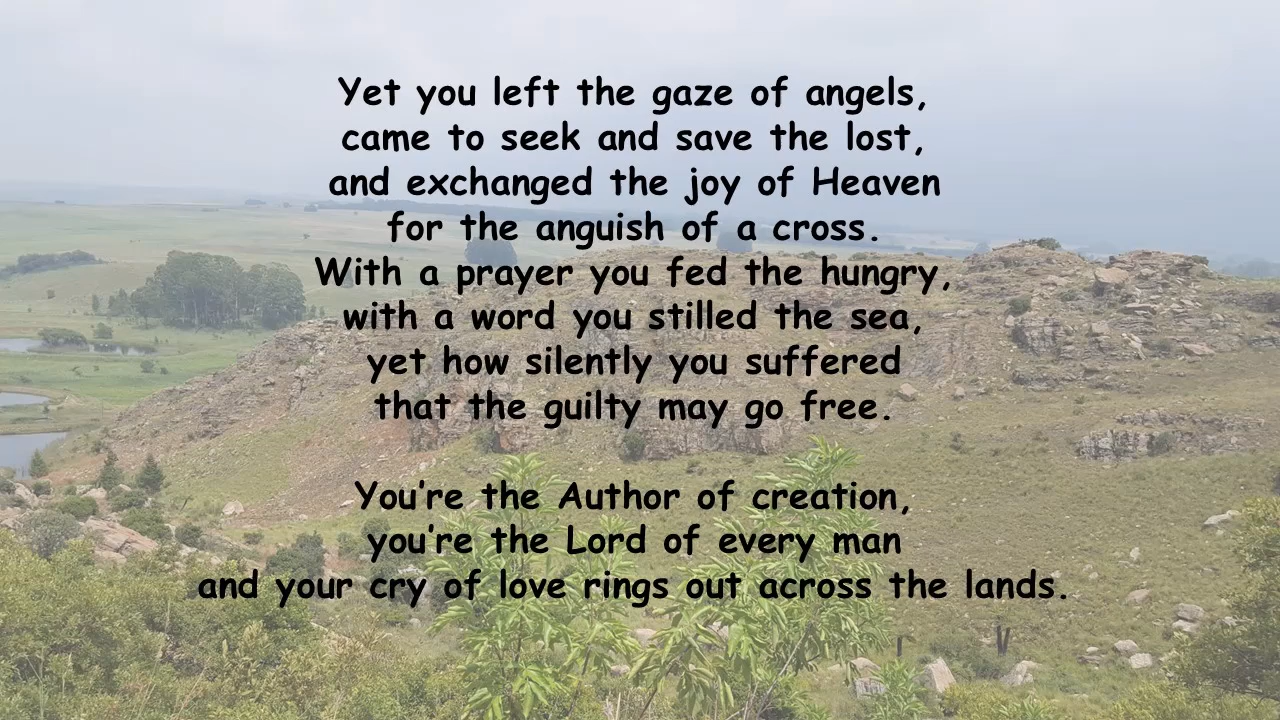 Yet you left the gaze of angels,
came to seek and save the lost,
and exchanged the joy of Heaven
for the anguish of a cross.
With a prayer you fed the hungry,
with a word you stilled the sea,
yet how silently you suffered
that the guilty may go free.
You're the Author of creation,
you're the Lord of every man
and your cry of love rings out across the lands.